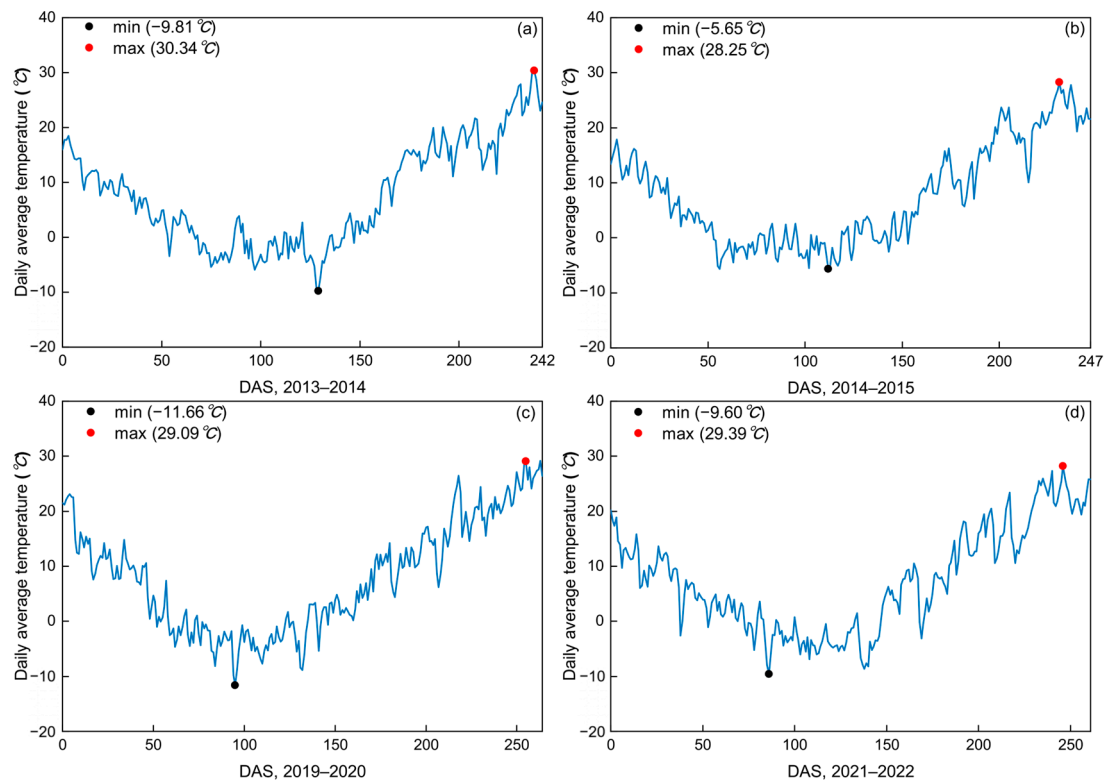 (a)
min (−9.81℃)
max (30.34℃)
40
30
20
10
0
−10
−20
Daily average temperature (℃)
0
50
100
150
200
242
DAS, 2013–2014
(b)
min (−5.65℃)
max (28.25℃)
40
30
20
10
0
−10
−20
Daily average temperature (℃)
0
50
100
150
200
247
DAS, 2014–2015
(c)
min (−11.66℃)
max (29.09℃)
40
30
20
10
0
−10
−20
Daily average temperature (℃)
0
50
100
150
200
250
DAS, 2019–2020
(d)
min (−9.60℃)
max (29.39℃)
40
30
20
10
0
−10
−20
Daily average temperature (℃)
0
50
100
150
200
250
DAS, 2021–2022